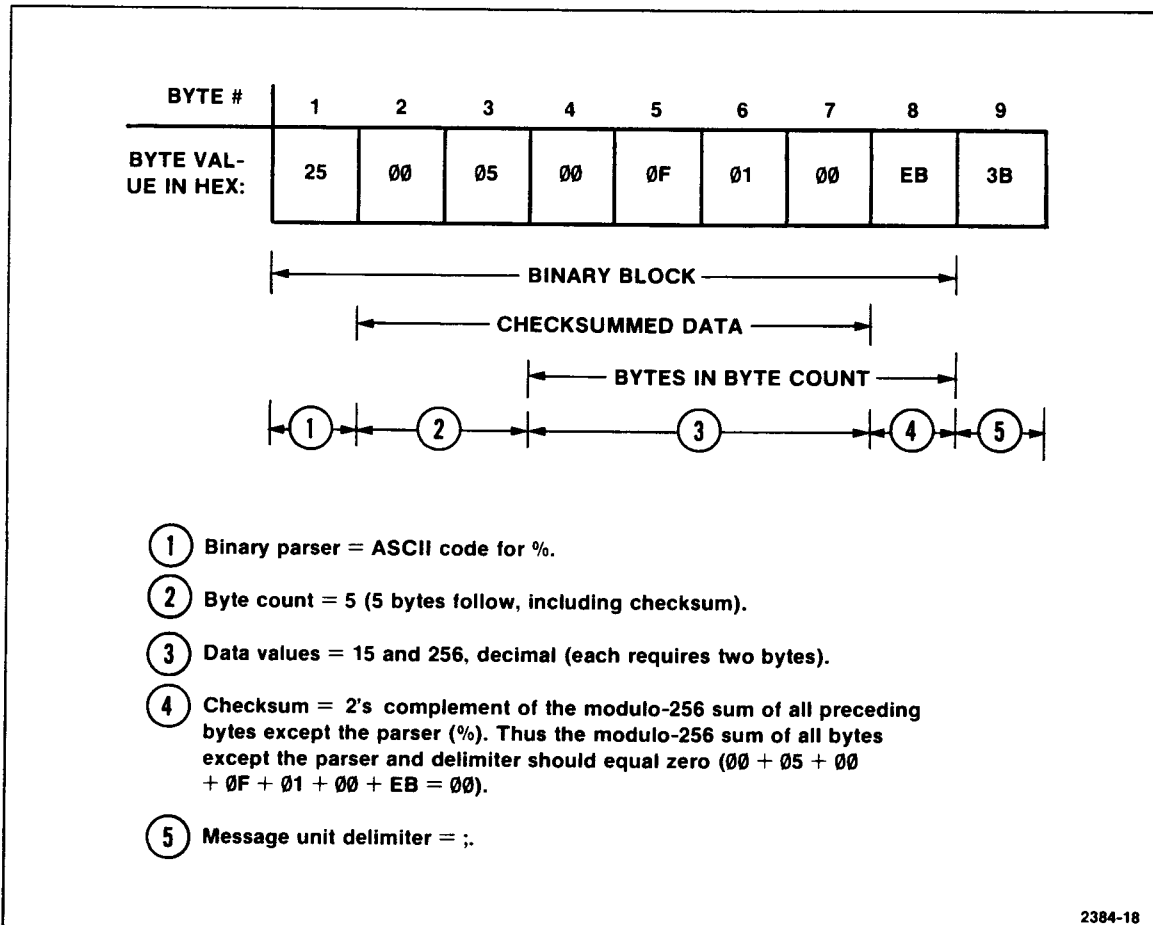 BYTE # 1 2 3 4 5 6 7 8 9
BYTE VAL-
UE IN HEX: 25 ØØ Ø5 ØØ ØF Ø1 ØØ EB 3B
BINARY BLOCK
CHECKSUMMED DATA
BYTES IN BYTE COUNT
1 2 3 4 5
1 Binary parser = ASCII code for %.
2 Byte count = 5 (5 bytes follow, including checksum).
3 Data values = 15 and 256, decimal (each requires two bytes).
4 Checksum = 2's complement of the modulo-256 sum of all preceding
bytes except the parser (%). Thus the modulo-256 sum of all bytes
except the parser and delimiter should equal zero (ØØ + Ø5 + ØØ
+ ØF + Ø1 + ØØ + EB = ØØ).
5 Message unit delimiter = ;.
2384-18